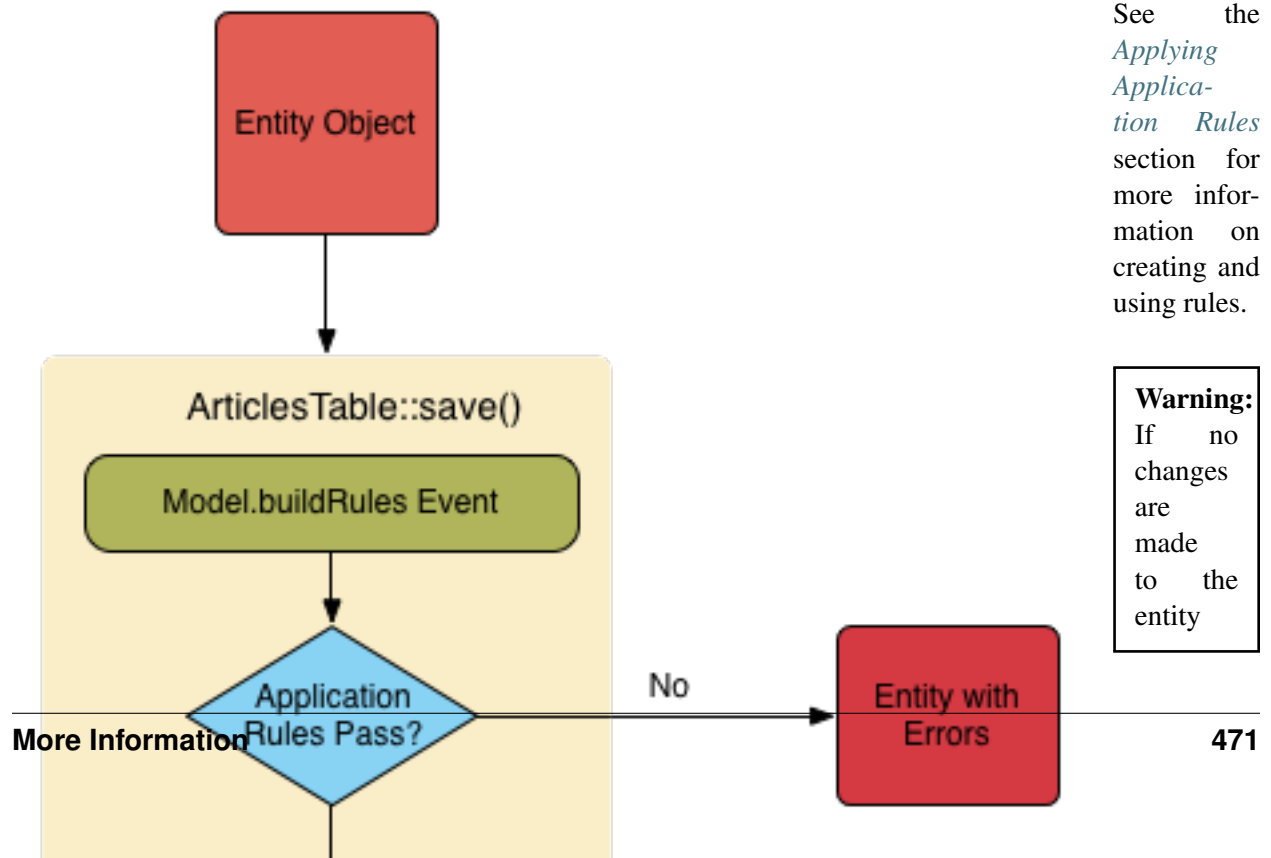 Entity Object
ArticlesTable::save()
Model.buildRules Event
Application
Rules Pass?
No
Entity with
Errors
See the
Applying
Applica-
tion Rules
section for
more infor-
mation on
creating and
using rules.
Warning:
If no
changes
are
made
to the
entity
More Information
471